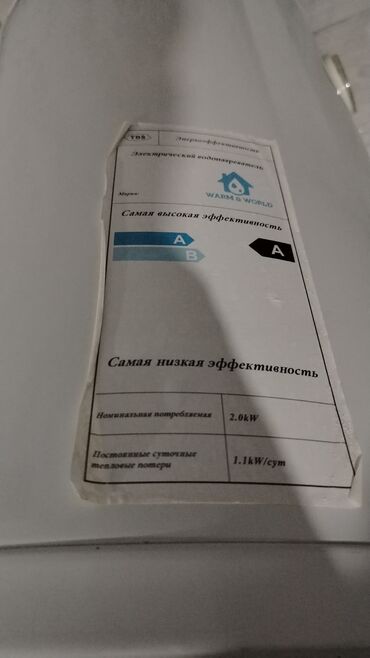 TDS Энергоэффективность
Электрический водонагреватель
Марка:
WARM & WORLD
Самая высокая эффективность
A
B
A
Самая низкая эффективность
Номинальная потребляемая 2.0kW
Постоянные суточные
тепловые потери
1.1kW/сут